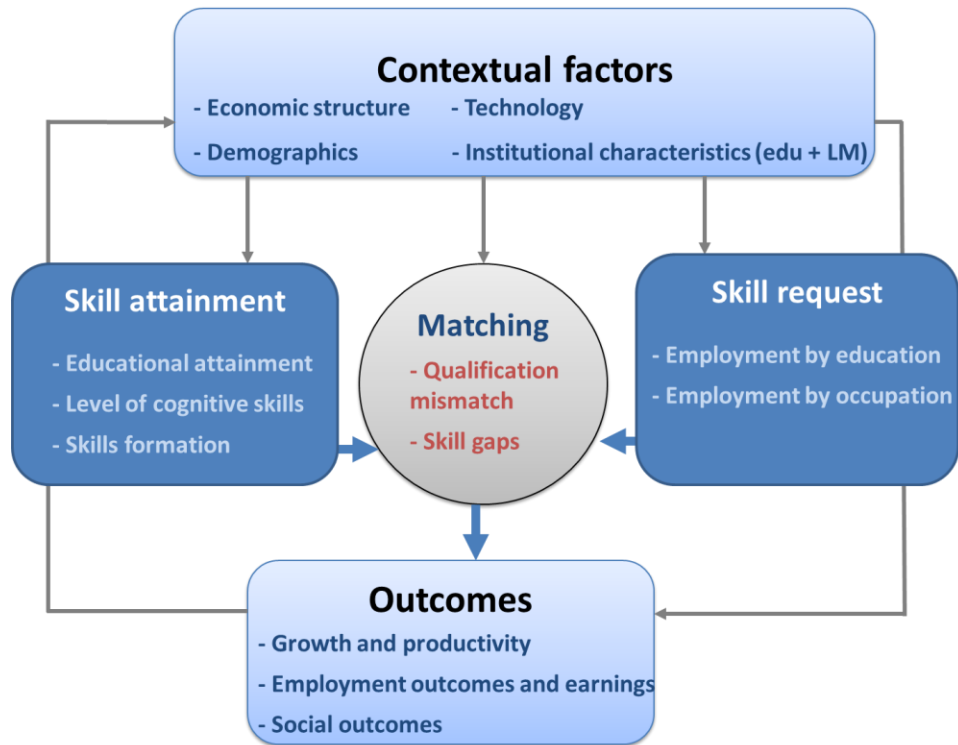 Contextual factors
- Economic structure
- Technology
- Demographics
- Institutional characteristics (edu + LM)
Skill attainment
- Educational attainment
- Level of cognitive skills
- Skills formation
Matching
- Qualification
mismatch
- Skill gaps
Skill request
- Employment by education
- Employment by occupation
Outcomes
- Growth and productivity
- Employment outcomes and earnings
- Social outcomes